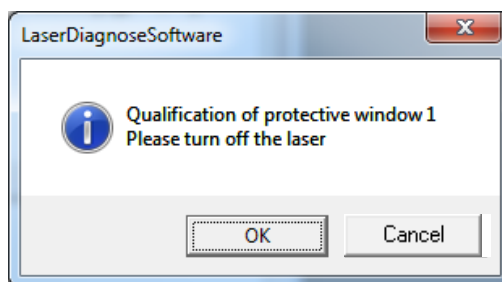 LaserDiagnoseSoftware
Qualification of protective window 1
Please turn off the laser
OK
Cancel